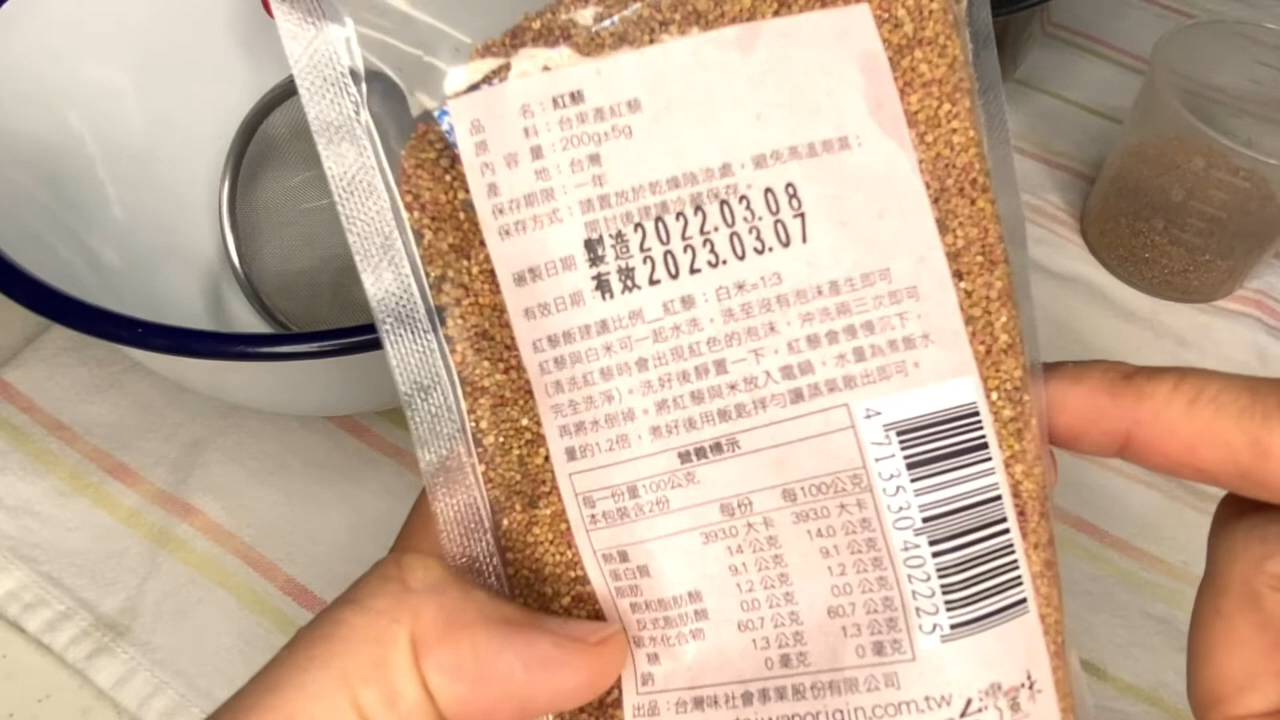 品名：紅藜
原料：台東產紅藜
內容量：200g±5g
產地：台灣
保存期限：一年
保存方式：請置放於乾燥陰涼處，避免高溫潮濕；
開封後建議冷藏保存。
碾製日期 製造2022.03.08
有效日期：有效2023.03.07
紅藜飯建議比例__紅藜：白米=1:3
紅藜與白米可一起水洗，洗至沒有泡沫產生即可
(清洗紅藜時會出現紅色的泡沫，沖洗兩三次即可
完全洗淨)。洗好後靜置一下，紅藜會慢慢沉下，
再將水倒掉。將紅藜與米放入電鍋，水量為煮飯水
量的1.2倍，煮好後用飯匙拌勻讓蒸氣散出即可。
營養標示
每一份量100公克
本包裝含2份
每份 每100公克
熱量 393.0 大卡 393.0 大卡
蛋白質 14 公克 14.0 公克
脂肪 9.1 公克 9.1 公克
飽和脂肪酸 1.2 公克 1.2 公克
反式脂肪酸 0.0 公克 0.0 公克
碳水化合物 60.7 公克 60.7 公克
糖 1.3 公克 1.3 公克
鈉 0 毫克 0 毫克
4 713530 402225
出品：台灣味社會事業股份有限公司
taiwanorigin.com.tw
台灣味